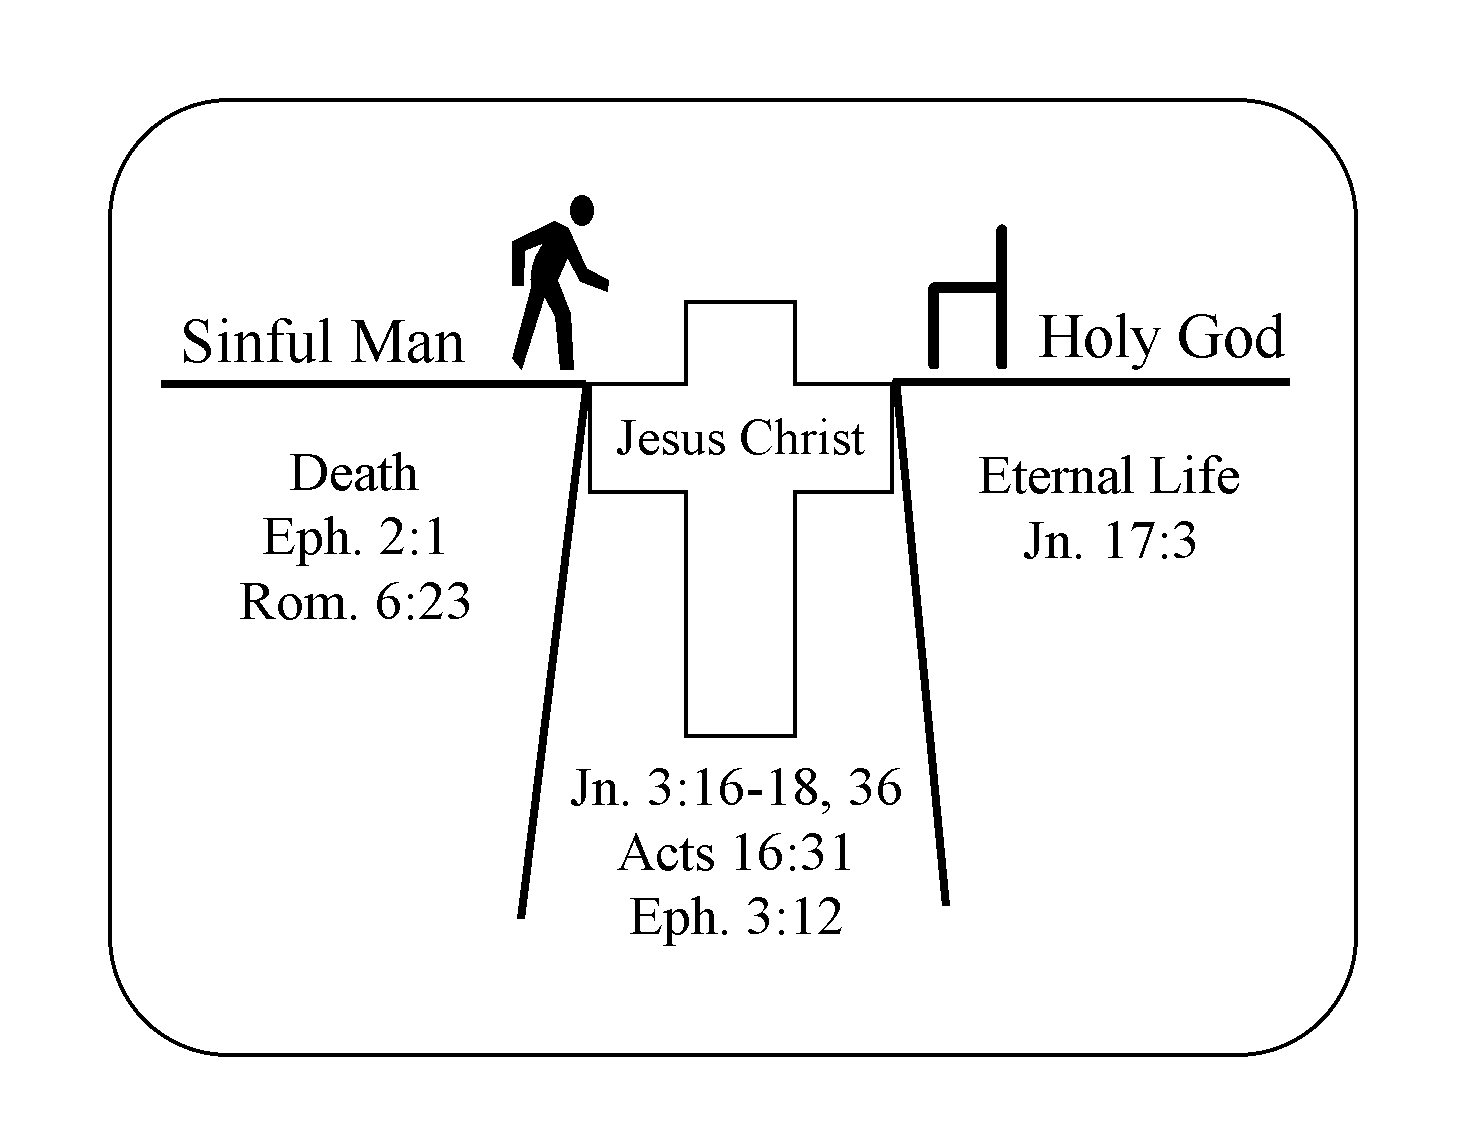 Sinful Man
Holy God
Jesus Christ
Death
Eph. 2:1
Rom. 6:23
Eternal Life
Jn. 17:3
Jn. 3:16-18, 36
Acts 16:31
Eph. 3:12